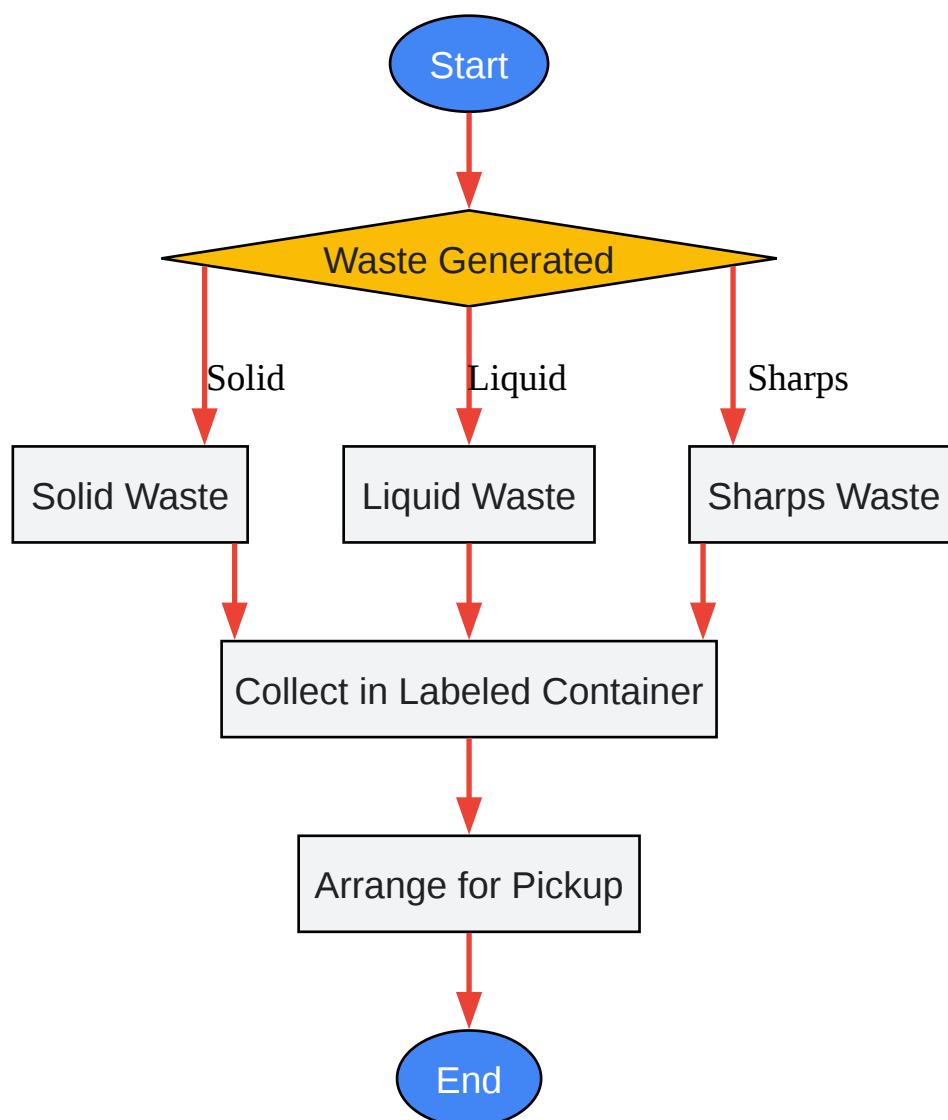 Start
Waste Generated
Solid
Liquid
Sharps
Solid Waste
Liquid Waste
Sharps Waste
Collect in Labeled Container
Arrange for Pickup
End